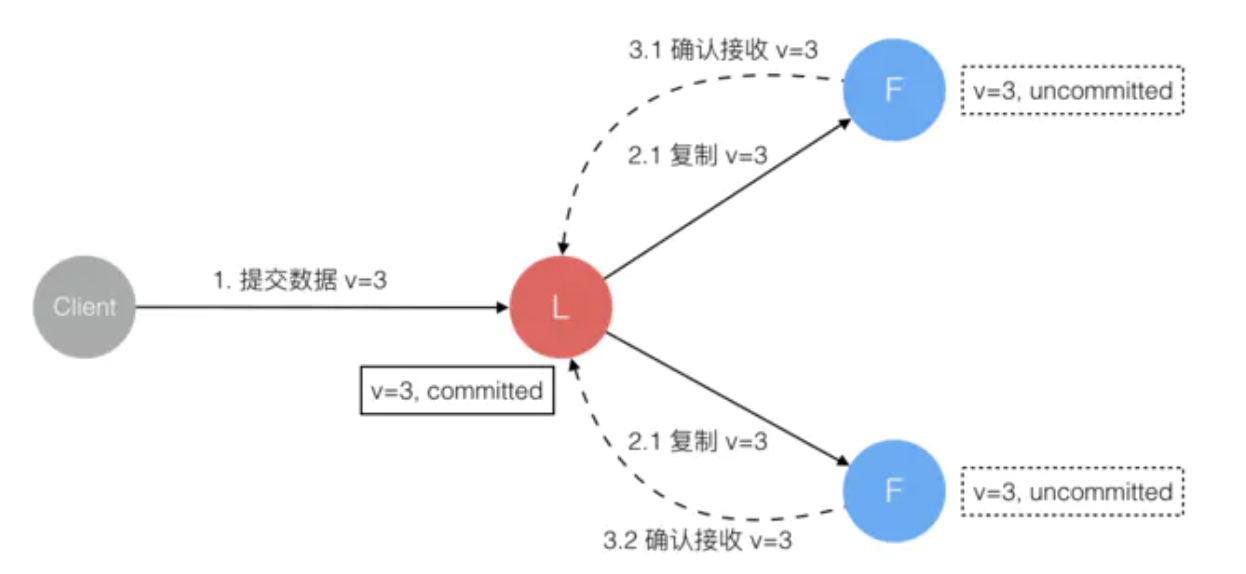 3.1 确认接收 v=3
F
v=3, uncommitted
2.1 复制 v=3
1. 提交数据 v=3
Client
L
v=3, committed
2.1 复制 v=3
F
v=3, uncommitted
3.2 确认接收 v=3